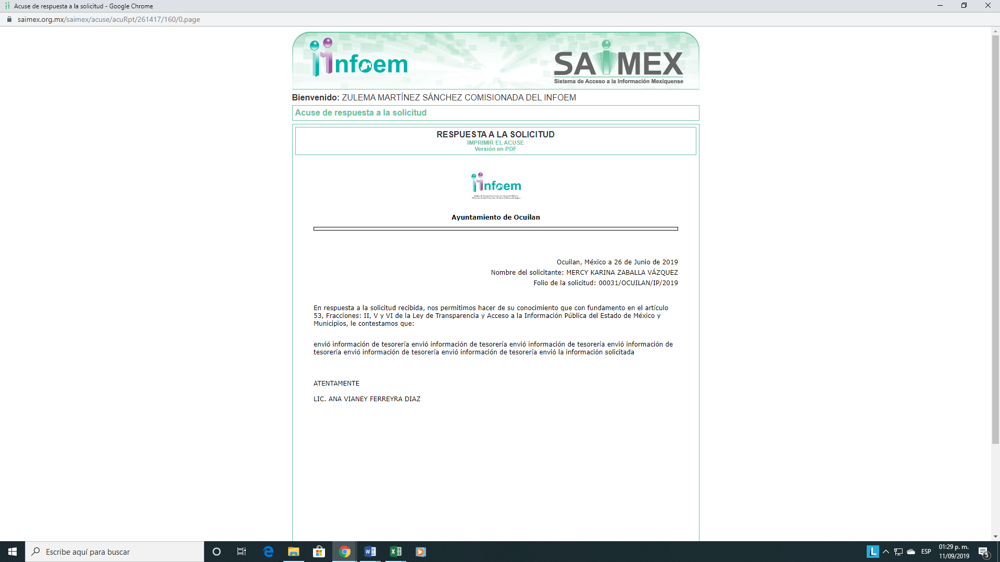 Acuse de respuesta a la solicitud - Google Chrome
saimex.org.mx/saimex/acuse/acuRpt/261417/160/0.page
infoem
SAIMEX
Sistema de Acceso a la Información Mexiquense
Bienvenido: ZULEMA MARTÍNEZ SÁNCHEZ COMISIONADA DEL INFOEM
Acuse de respuesta a la solicitud
RESPUESTA A LA SOLICITUD
IMPRIMIR EL ACUSE
Versión en PDF
infoem
Ayuntamiento de Ocuilan
Ocuilan, México a 26 de Junio de 2019
Nombre del solicitante: MERCY KARINA ZABALLA VÁZQUEZ
Folio de la solicitud: 00031/OCUILAN/IP/2019
En respuesta a la solicitud recibida, nos permitimos hacer de su conocimiento que con fundamento en el artículo
53, Fracciones: II, V y VI de la Ley de Transparencia y Acceso a la Información Pública del Estado de México y
Municipios, le contestamos que:
envió información de tesorería envió información de tesorería envió información de tesorería envió información de
tesorería envió información de tesorería envió información de tesorería envió la información solicitada
ATENTAMENTE
LIC. ANA VIANEY FERREYRA DIAZ
Escribe aquí para buscar
L
ESP
01:29 p. m.
11/09/2019
5